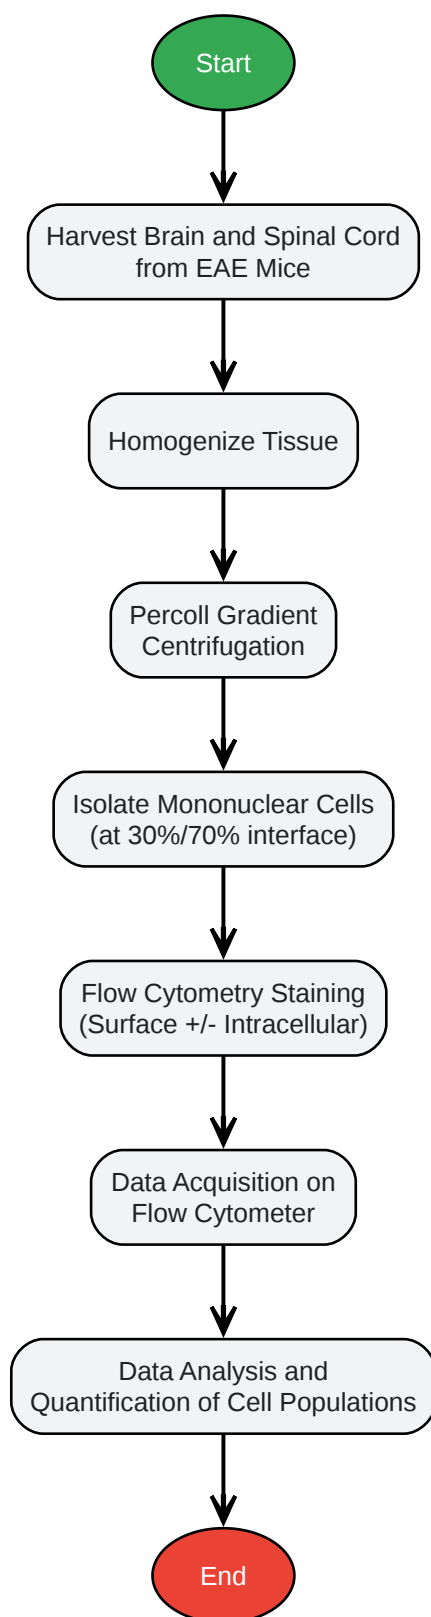 Start
Harvest Brain and Spinal Cord
from EAE Mice
Homogenize Tissue
Percoll Gradient
Centrifugation
Isolate Mononuclear Cells
(at 30%/70% interface)
Flow Cytometry Staining
(Surface +/- Intracellular)
Data Acquisition on
Flow Cytometer
Data Analysis and
Quantification of Cell Populations
End